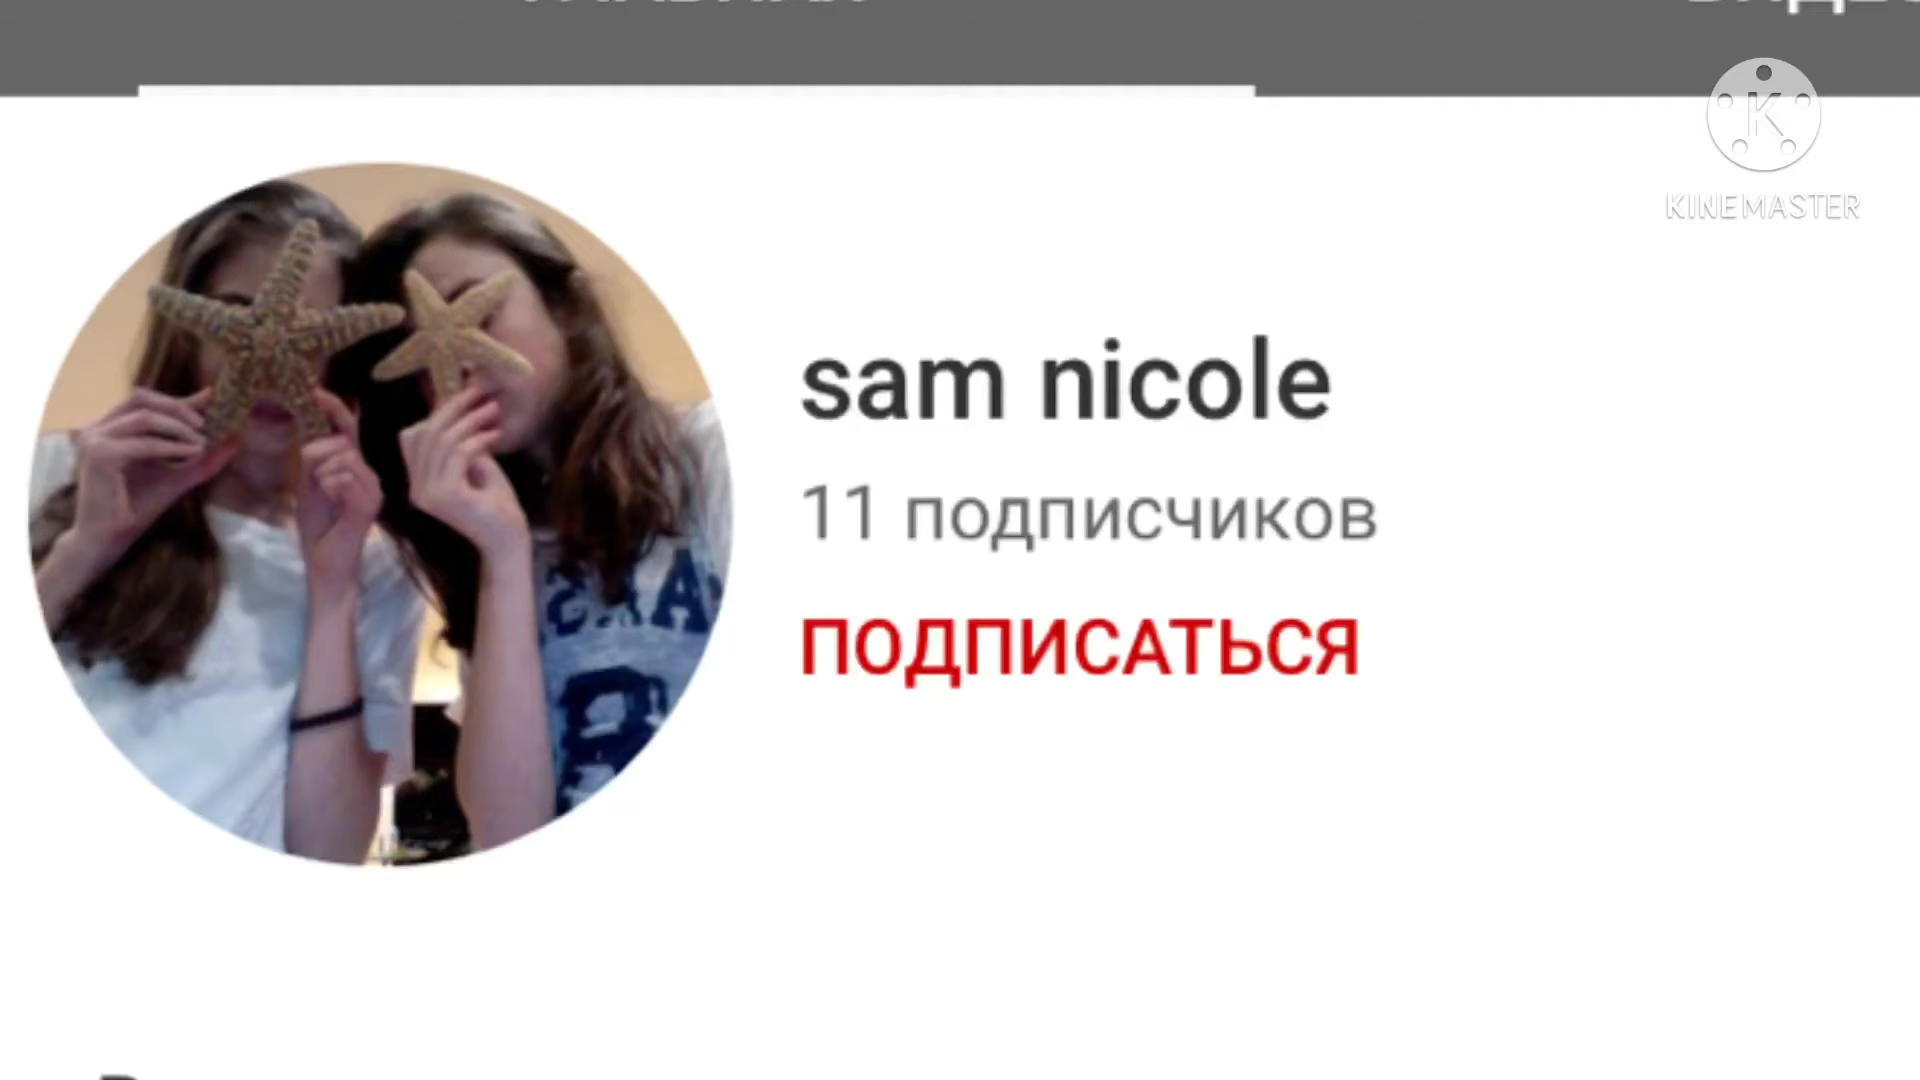 K
KINEMASTER
sam nicole
11 подписчиков
ПОДПИСАТЬСЯ